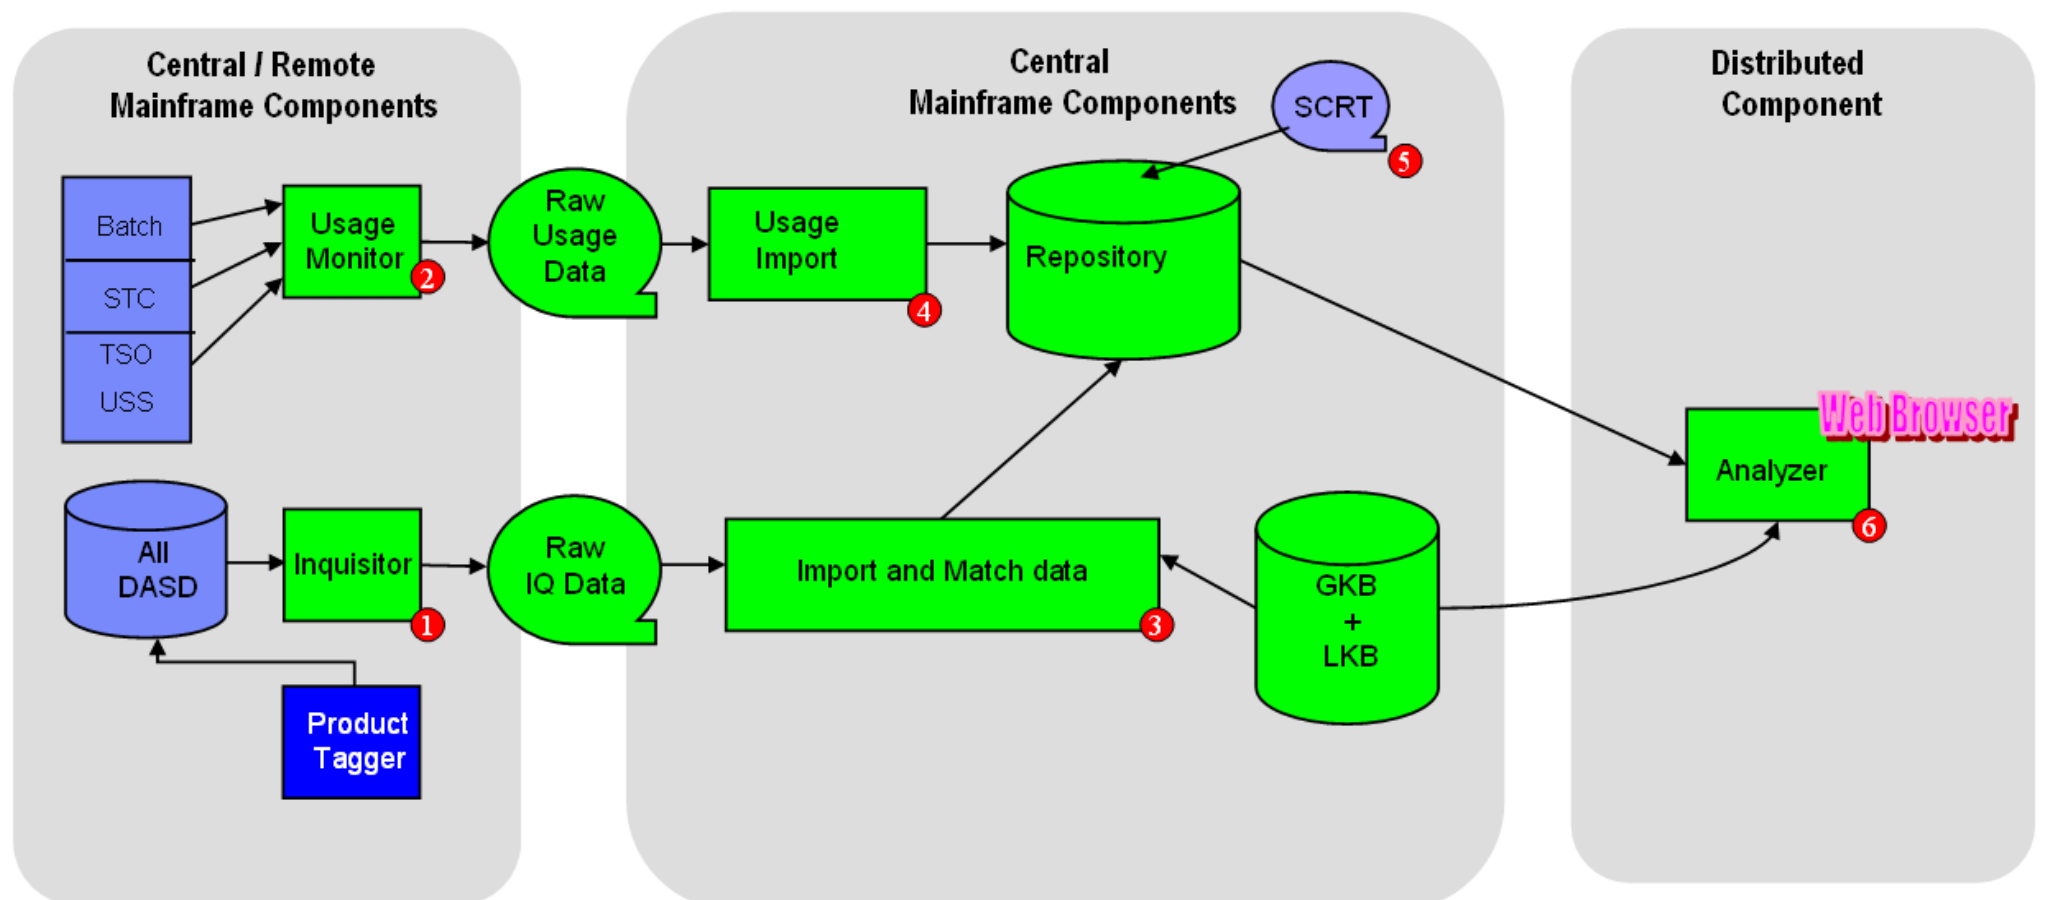 Central / Remote
Mainframe Components
Batch
STC
TSO
USS
Usage
Monitor
2
All
DASD
Inquisitor
1
Product
Tagger
Raw
Usage
Data
Raw
IQ Data
Central
Mainframe Components
SCRT
5
Usage
Import
4
Repository
Import and Match data
3
GKB
+
LKB
Distributed
Component
Web Browser
Analyzer
6